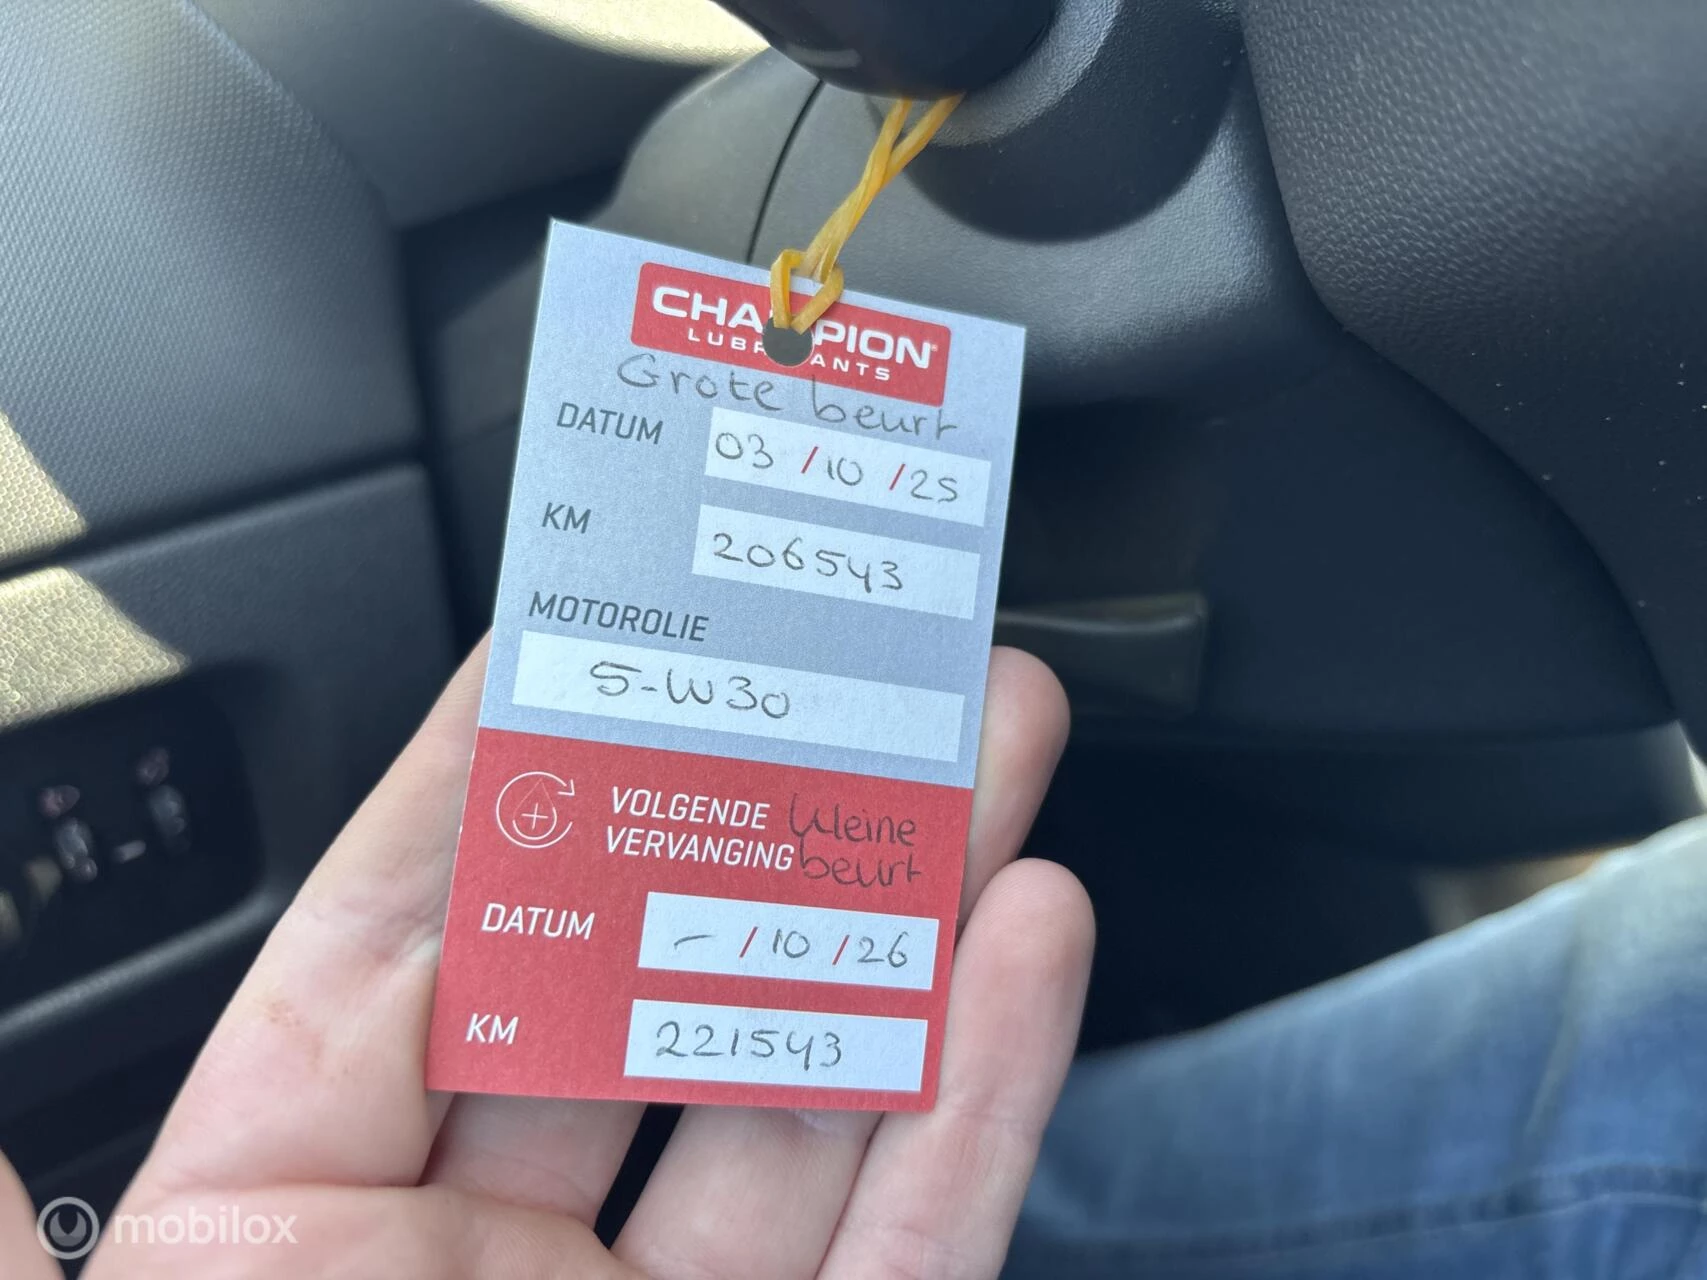 CHAMPION
LUBRICANTS
Grote beurt
DATUM 03 / 10 / 25
KM 206543
MOTOROLIE
5-W30
VOLGENDE Kleine
VERVANGING beurt
DATUM - / 10 / 26
KM 221543
mobilox